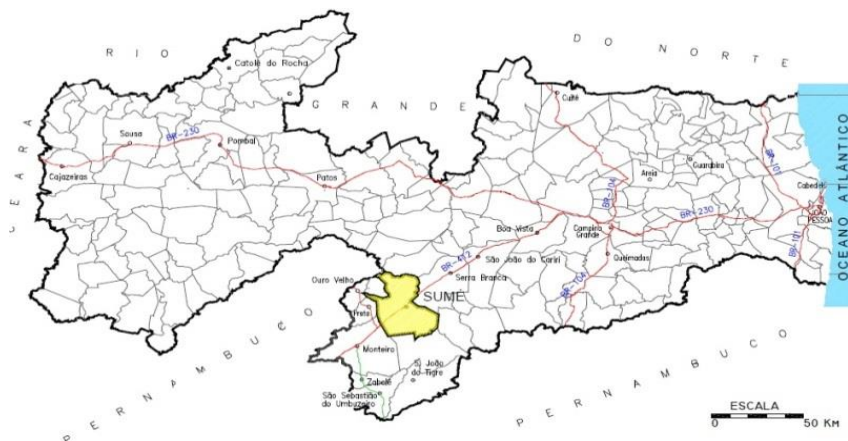 RIO
GRANDE
DO NORTE
CEARA
PERNAMBUCO
PERNAMBUCO
OCEANO ATLÂNTICO
Catolé do Rocha
Sousa
BR-230
Pombal
Cajazeiras
Patos
Cuité
Areia
Guarabira
BR-101
BR-104
Cabedelo
JOÃO
PESSOA
BR-230
Boa Vista
Campina
Grande
BR-412
São João do Cariri
Queimadas
BR-101
Serra Branca
BR-104
Ouro Velho
SUMÉ
Prata
Monteiro
S. João
do Tigre
Zabelê
São Sebastião
do Umbuzeiro
ESCALA
0 50 KM